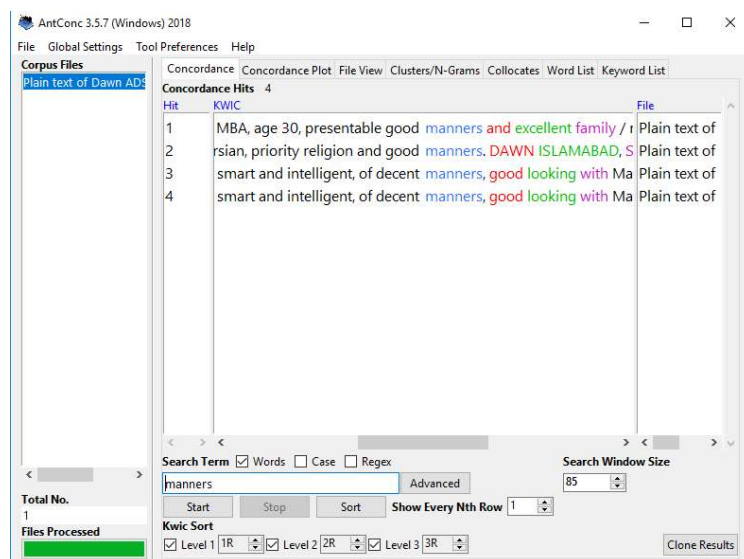 AntConc 3.5.7 (Windows) 2018
File Global Settings Tool Preferences Help
Corpus Files
Plain text of Dawn ADS
Concordance Concordance Plot File View Clusters/N-Grams Collocates Word List Keyword List
Concordance Hits 4
Hit KWIC File
1 MBA, age 30, presentable good manners and excellent family / r Plain text of
2 rsian, priority religion and good manners. DAWN ISLAMABAD, S Plain text of
3 smart and intelligent, of decent manners, good looking with Ma Plain text of
4 smart and intelligent, of decent manners, good looking with Ma Plain text of
Search Term Words Case Regex Search Window Size
manners Advanced 85
Total No.
1
Files Processed
Start Stop Sort Show Every Nth Row 1
Kwic Sort
Level 1 1R Level 2 2R Level 3 3R Clone Results